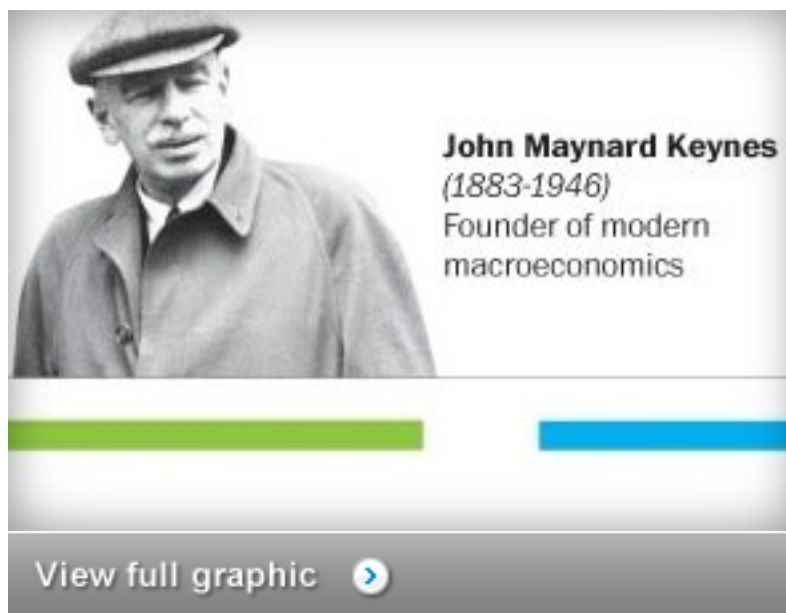 John Maynard Keynes
(1883-1946)
Founder of modern
macroeconomics
View full graphic